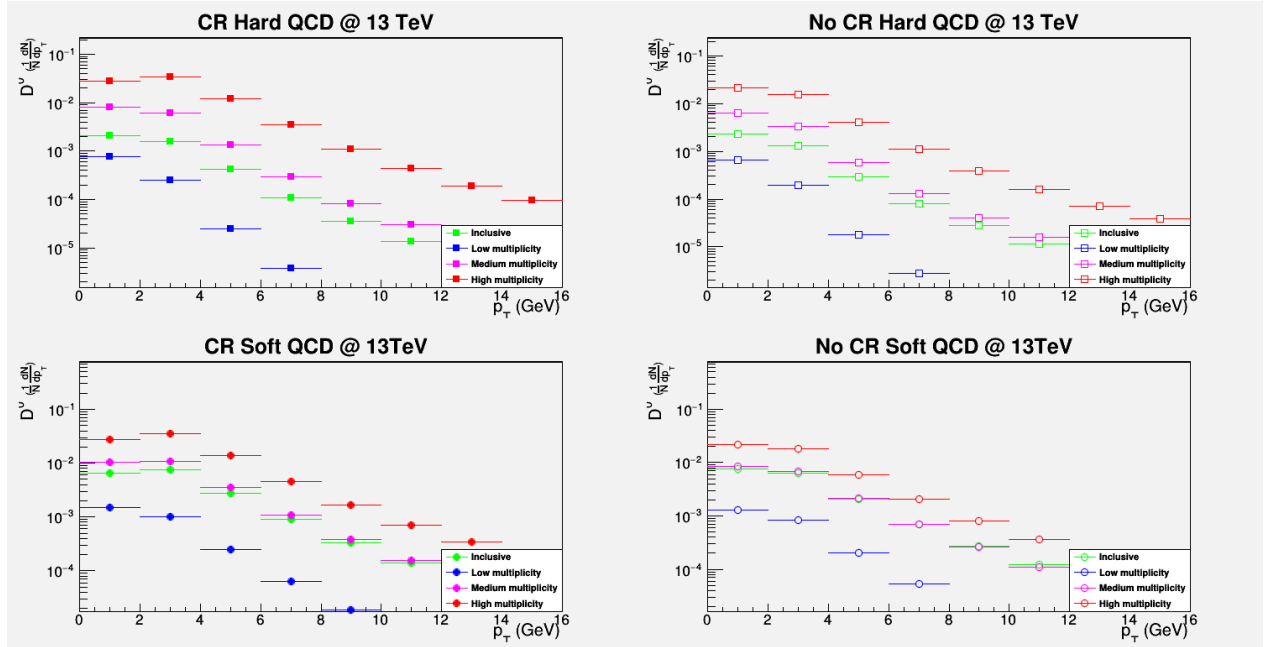 CR Hard QCD @ 13 TeV
D⁰ (1/N dN/dp_T)
10⁻¹
10⁻²
10⁻³
10⁻⁴
10⁻⁵
Inclusive
Low multiplicity
Medium multiplicity
High multiplicity
0 2 4 6 8 10 12 14 16
p_T (GeV)
No CR Hard QCD @ 13 TeV
D⁰ (1/N dN/dp_T)
10⁻¹
10⁻²
10⁻³
10⁻⁴
10⁻⁵
Inclusive
Low multiplicity
Medium multiplicity
High multiplicity
0 2 4 6 8 10 12 14 16
p_T (GeV)
CR Soft QCD @ 13TeV
D⁰ (1/N dN/dp_T)
10⁻¹
10⁻²
10⁻³
10⁻⁴
Inclusive
Low multiplicity
Medium multiplicity
High multiplicity
0 2 4 6 8 10 12 14 16
p_T (GeV)
No CR Soft QCD @ 13TeV
D⁰ (1/N dN/dp_T)
10⁻¹
10⁻²
10⁻³
10⁻⁴
Inclusive
Low multiplicity
Medium multiplicity
High multiplicity
0 2 4 6 8 10 12 14 16
p_T (GeV)